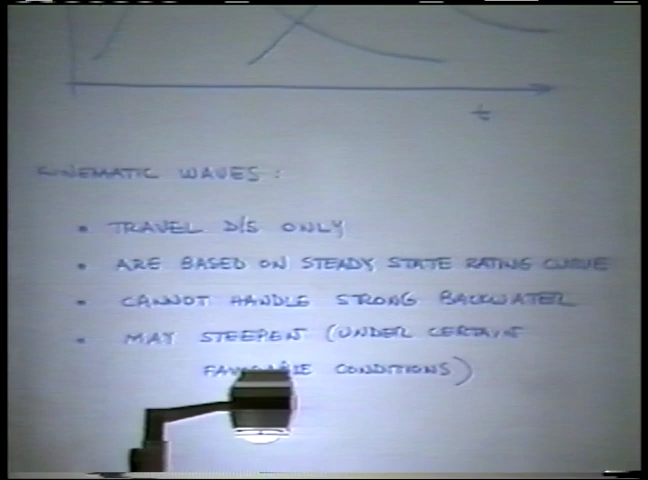 t
KINEMATIC WAVES :
• TRAVEL D/S ONLY
• ARE BASED ON STEADY STATE RATING CURVE
• CANNOT HANDLE STRONG BACKWATER
• MAY STEEPEN (UNDER CERTAIN
CONDITIONS)